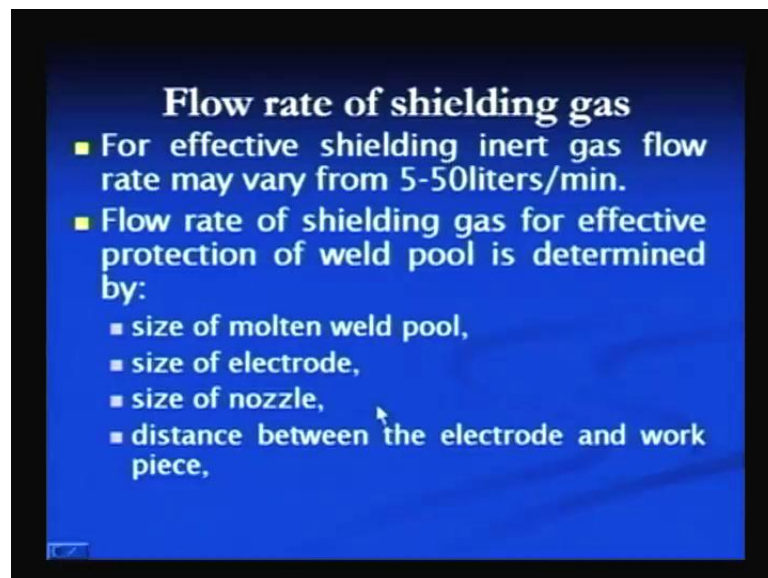 Flow rate of shielding gas
For effective shielding inert gas flow
rate may vary from 5-50liters/min.
Flow rate of shielding gas for effective
protection of weld pool is determined
by:
size of molten weld pool,
size of electrode,
size of nozzle,
distance between the electrode and work
piece,